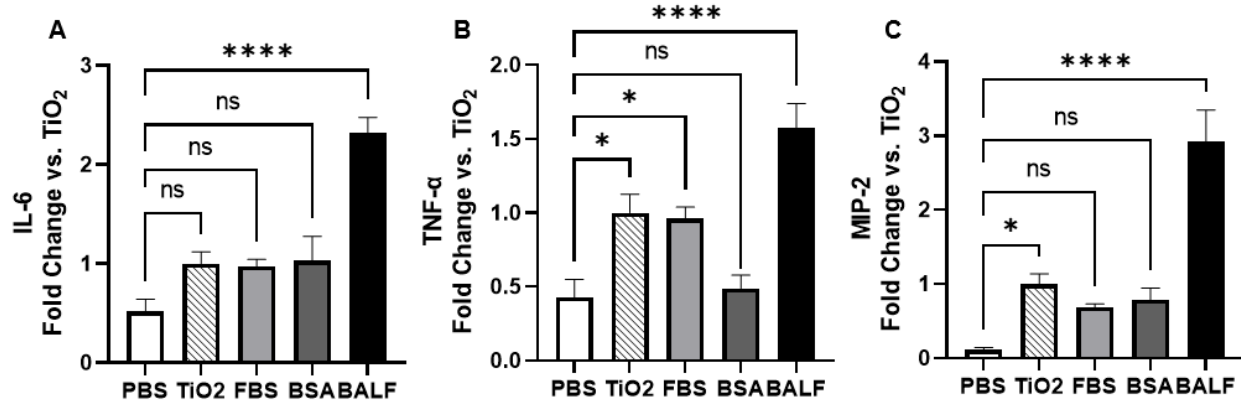 A
IL-6
Fold Change vs. TiO₂
3
2
1
0
****
ns
ns
ns
PBS TiO2 FBS BSA BALF
B
TNF-α
Fold Change vs. TiO₂
2.0
1.5
1.0
0.5
0.0
****
ns
*
*
PBS TiO2 FBS BSA BALF
C
MIP-2
Fold Change vs. TiO₂
4
3
2
1
0
****
ns
ns
*
PBS TiO2 FBS BSA BALF